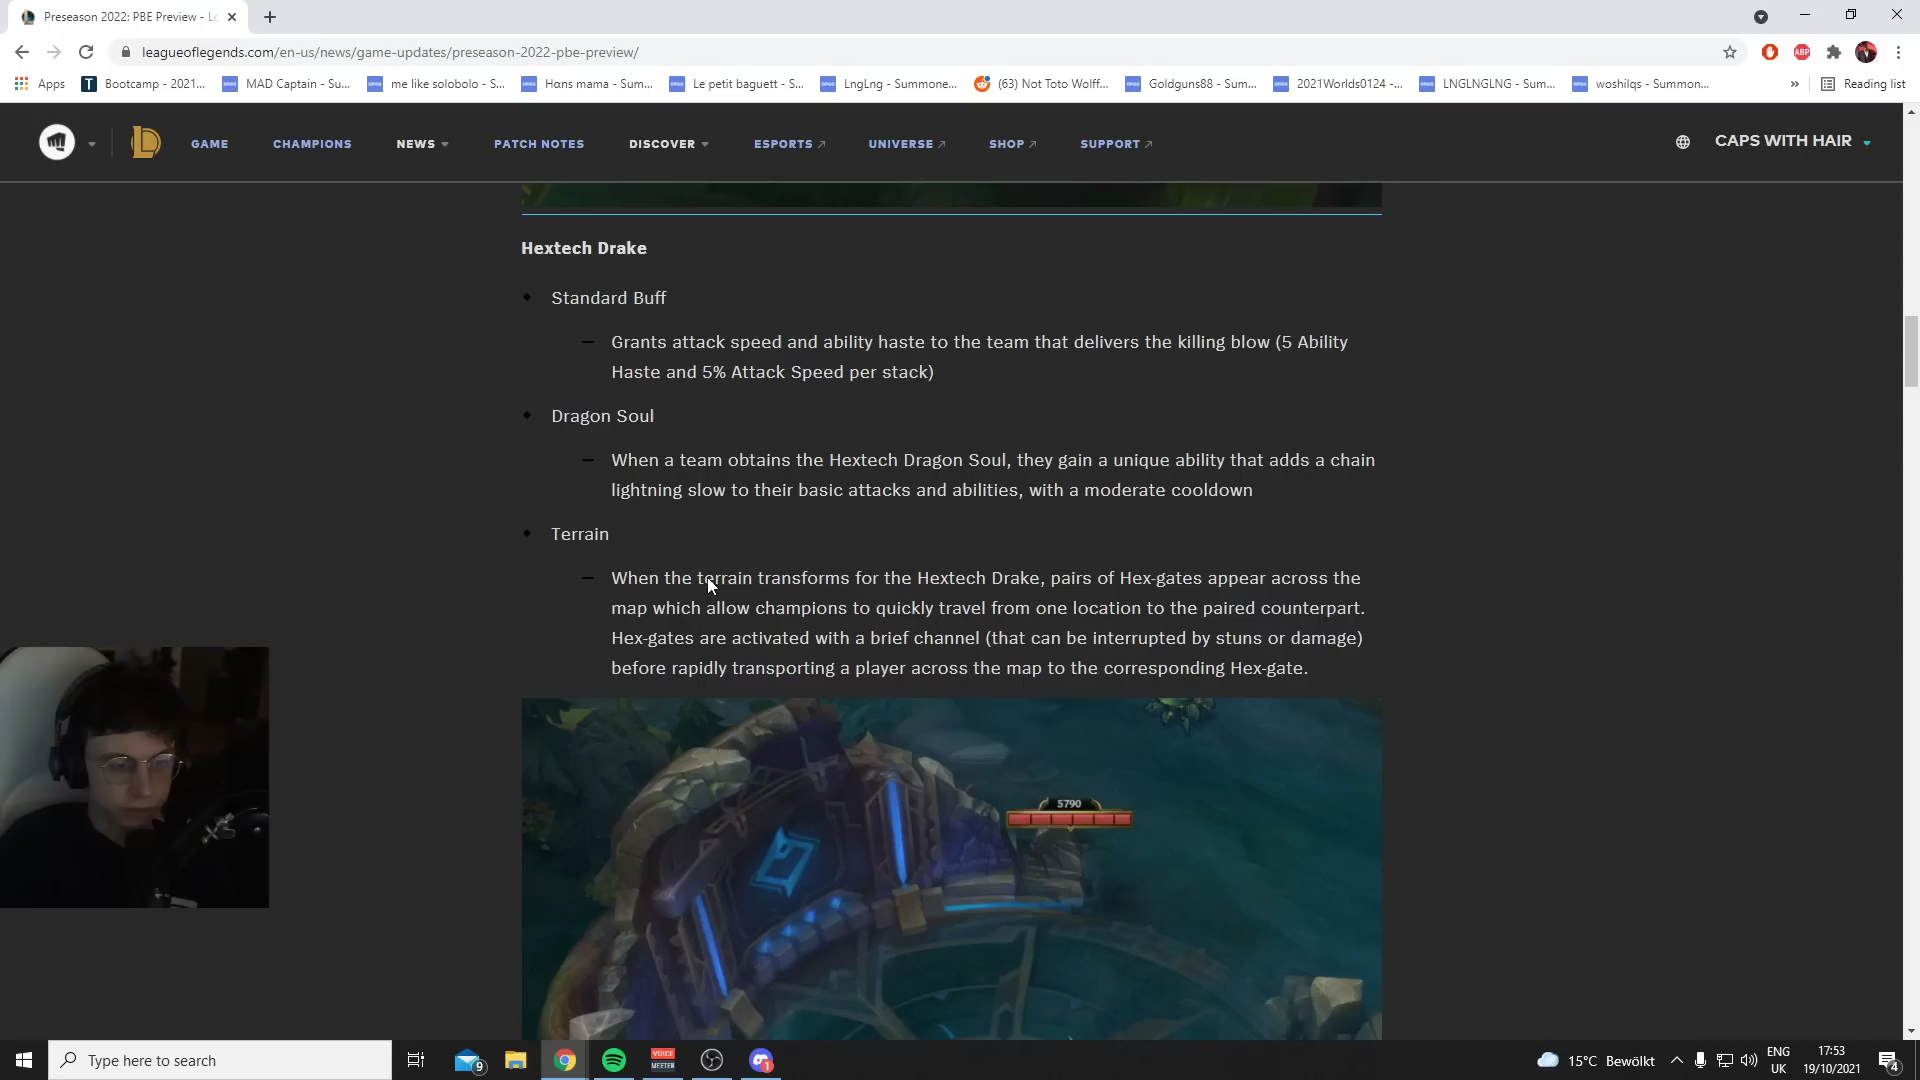 Preseason 2022: PBE Preview - Le
leagueoflegends.com/en-us/news/game-updates/preseason-2022-pbe-preview/
ABP
Apps
T Bootcamp - 2021...
MAD Captain - Su...
me like solobolo - S...
Hɑns mama - Sum...
Le petit baguett - S...
LngLng - Summone...
(63) Not Toto Wolff...
Goldguns88 - Sum...
2021Worlds0124 -...
LNGLNGLNG - Sum...
woshilqs - Summon...
Reading list
GAME
CHAMPIONS
NEWS
PATCH NOTES
DISCOVER
ESPORTS
UNIVERSE
SHOP
SUPPORT
CAPS WITH HAIR
Hextech Drake
Standard Buff
Grants attack speed and ability haste to the team that delivers the killing blow (5 Ability
Haste and 5% Attack Speed per stack)
Dragon Soul
When a team obtains the Hextech Dragon Soul, they gain a unique ability that adds a chain
lightning slow to their basic attacks and abilities, with a moderate cooldown
Terrain
When the terrain transforms for the Hextech Drake, pairs of Hex-gates appear across the
map which allow champions to quickly travel from one location to the paired counterpart.
Hex-gates are activated with a brief channel (that can be interrupted by stuns or damage)
before rapidly transporting a player across the map to the corresponding Hex-gate.
5790
Type here to search
9
VOICE
MEETER
1
15°C Bewölkt
ENG
UK
17:53
19/10/2021
4